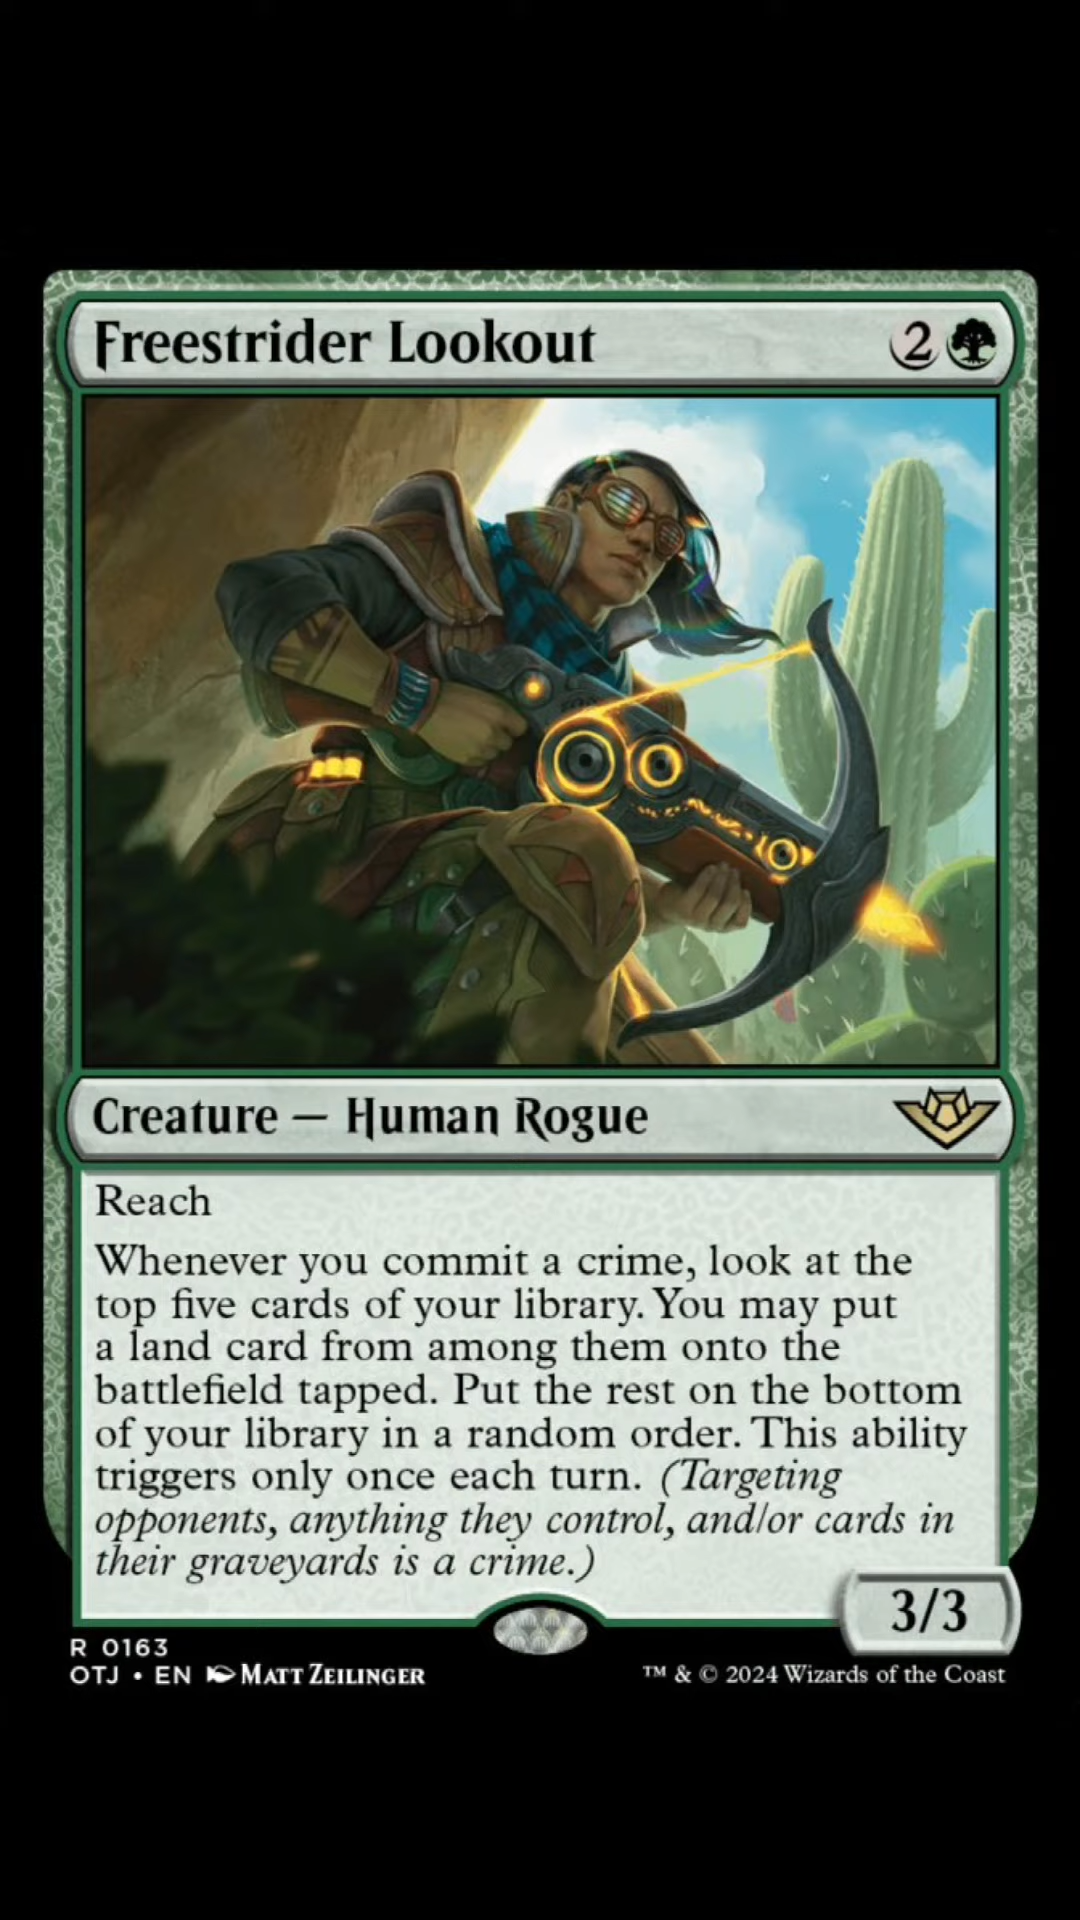 Freestrider Lookout 2
Creature — Human Rogue
Reach
Whenever you commit a crime, look at the
top five cards of your library. You may put
a land card from among them onto the
battlefield tapped. Put the rest on the bottom
of your library in a random order. This ability
triggers only once each turn. (Targeting
opponents, anything they control, and/or cards in
their graveyards is a crime.)
3/3
R 0163
OTJ • EN MATT ZEILINGER
™ & © 2024 Wizards of the Coast